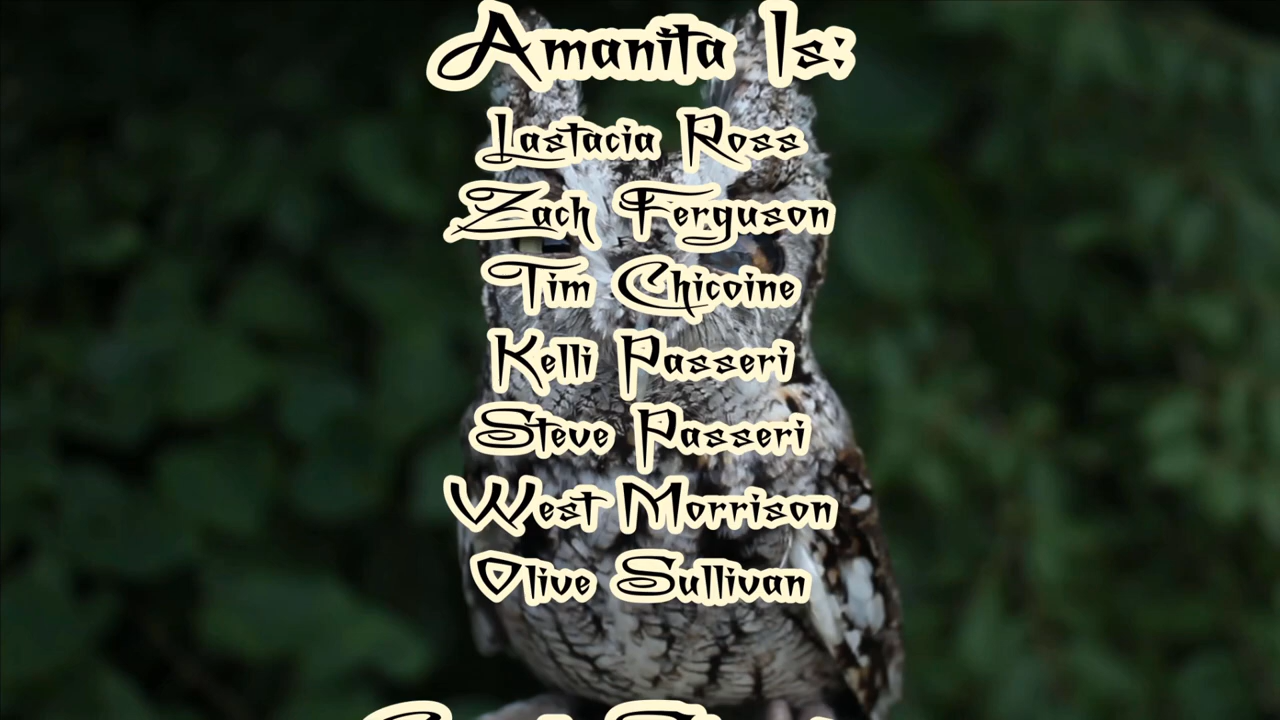 Amanita Is:
Lastacia Ross
Zach Ferguson
Tim Chicoine
Kelli Passeri
Steve Passeri
West Morrison
Olive Sullivan